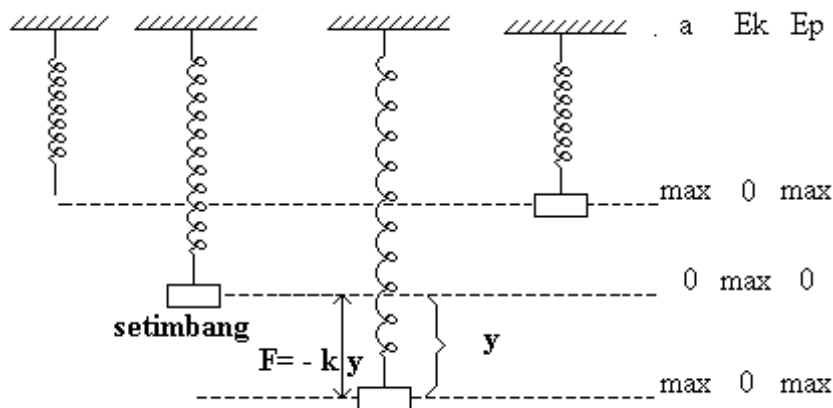 . a Ek Ep
max 0 max
0 max 0
setimbang
F= - k y
y
max 0 max